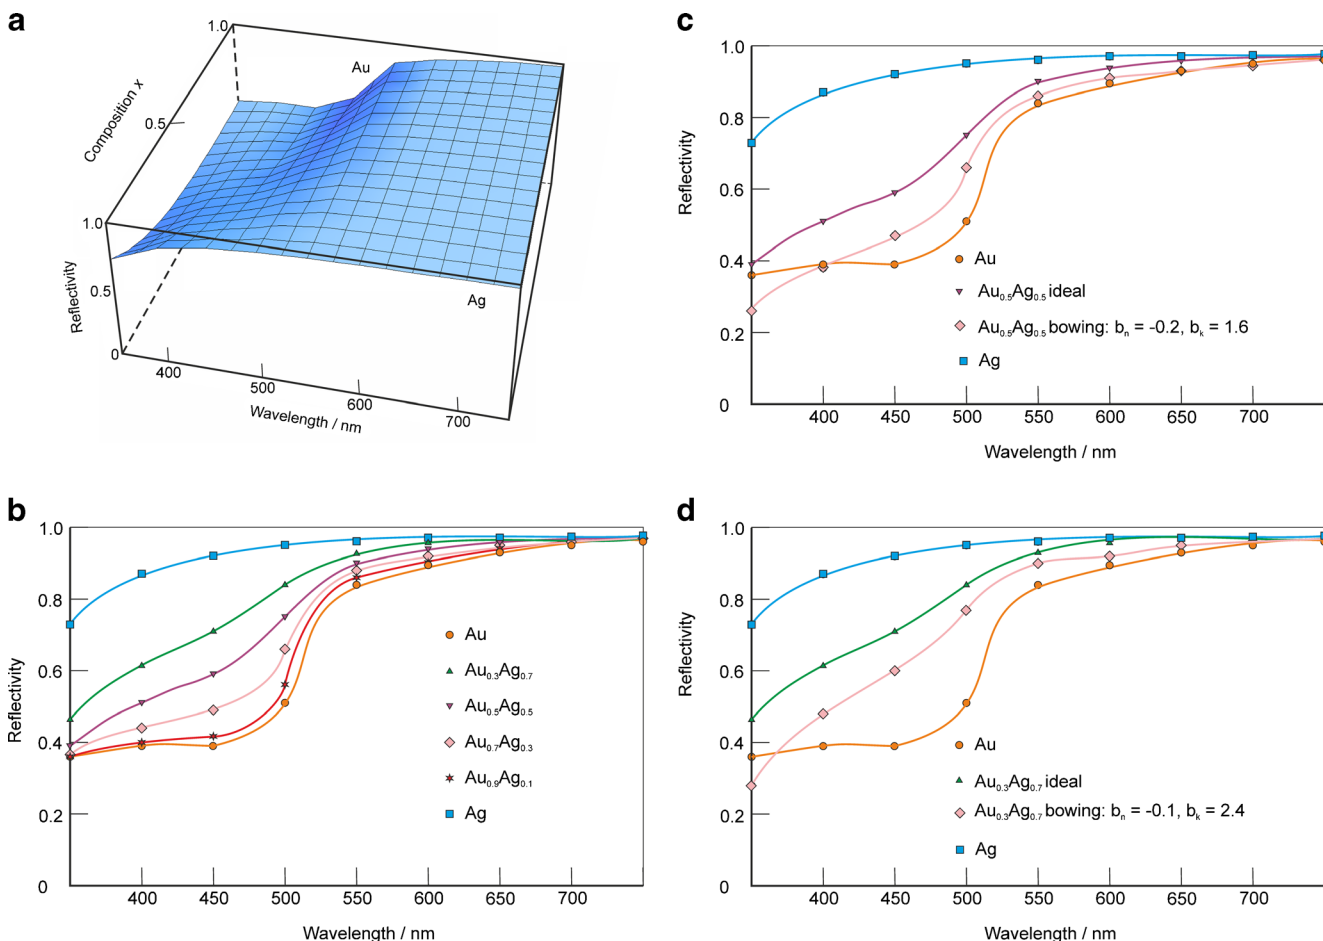 a
1.0
Au
Composition x
0.5
1.0
Reflectivity
0.5
Ag
0
400
500
600
700
Wavelength / nm
b
1.0
0.8
0.6
0.4
0.2
0
Reflectivity
Au
Au0.3Ag0.7
Au0.5Ag0.5
Au0.7Ag0.3
Au0.9Ag0.1
Ag
400 450 500 550 600 650 700
Wavelength / nm
c
1.0
0.8
0.6
0.4
0.2
0
Reflectivity
Au
Au0.5Ag0.5 ideal
Au0.5Ag0.5 bowing: bn = -0.2, bk = 1.6
Ag
400 450 500 550 600 650 700
Wavelength / nm
d
1.0
0.8
0.6
0.4
0.2
0
Reflectivity
Au
Au0.3Ag0.7 ideal
Au0.3Ag0.7 bowing: bn = -0.1, bk = 2.4
Ag
400 450 500 550 600 650 700
Wavelength / nm